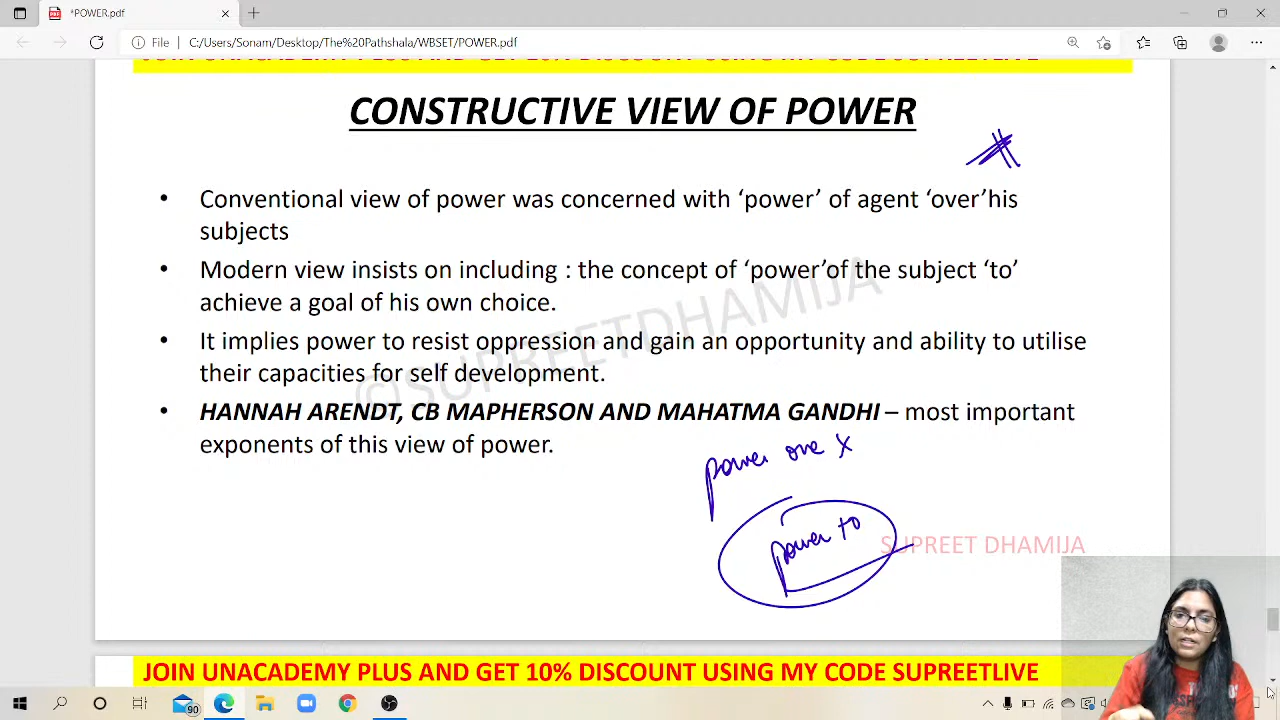 *POWER.pdf
File
C:/Users/Sonam/Desktop/The%20Pathshala/WBSET/POWER.pdf
JOIN UNACADEMY PLUS AND GET 10% DISCOUNT USING MY CODE SUPREETLIVE
CONSTRUCTIVE VIEW OF POWER
• Conventional view of power was concerned with ‘power’ of agent ‘over’his
subjects
• Modern view insists on including : the concept of ‘power’of the subject ‘to’
achieve a goal of his own choice.
• It implies power to resist oppression and gain an opportunity and ability to utilise
their capacities for self development.
• HANNAH ARENDT, CB MAPHERSON AND MAHATMA GANDHI – most important
exponents of this view of power.
©SUPREETDHAMIJA
power ove X
power to
SUPREET DHAMIJA
JOIN UNACADEMY PLUS AND GET 10% DISCOUNT USING MY CODE SUPREETLIVE
90